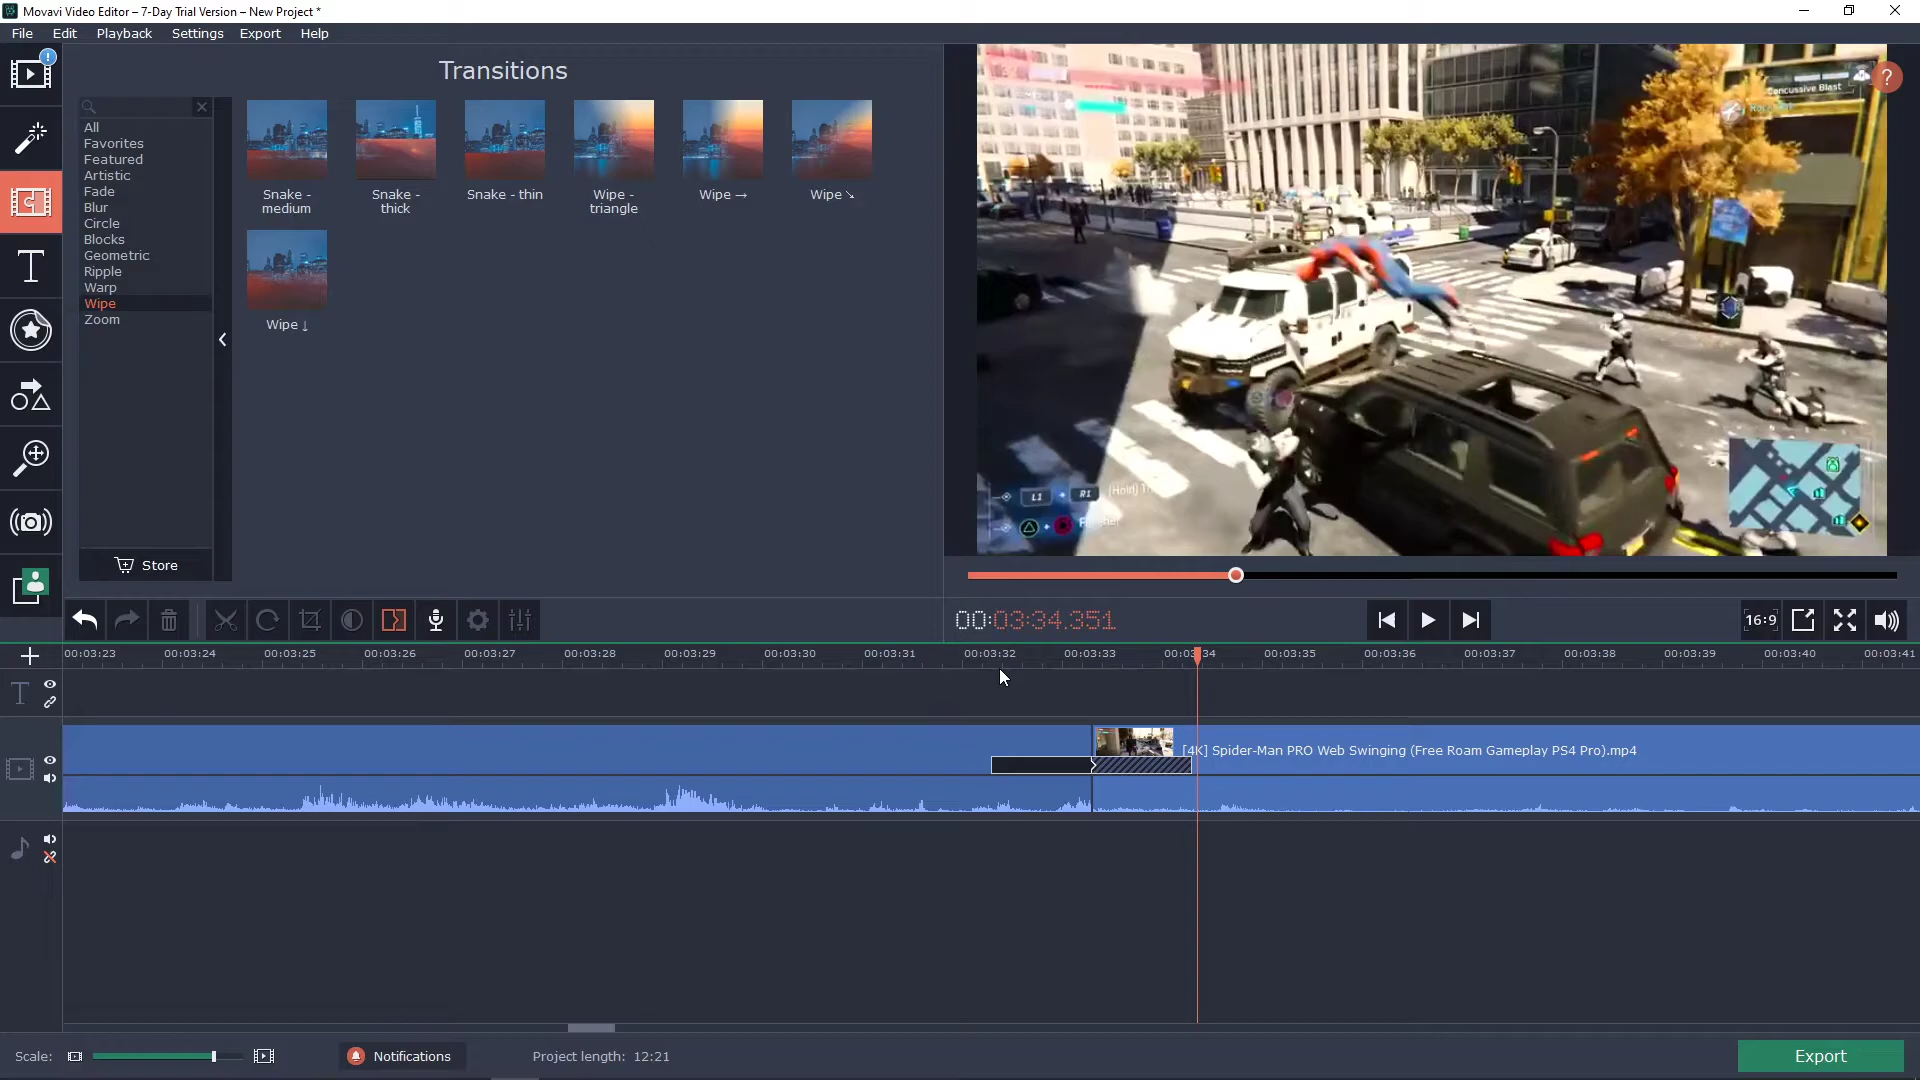 Movavi Video Editor – 7-Day Trial Version – New Project *
File Edit Playback Settings Export Help
Transitions
All
Favorites
Featured
Artistic
Fade
Blur
Circle
Blocks
Geometric
Ripple
Warp
Wipe
Zoom
Store
Snake - medium
Snake - thick
Snake - thin
Wipe - triangle
Wipe →
Wipe ↘
Wipe ↓
Concussive Blast
?
L1 + R1 [Hold]
00:03:34.351
16:9
00:03:23 00:03:24 00:03:25 00:03:26 00:03:27 00:03:28 00:03:29 00:03:30 00:03:31 00:03:32 00:03:33 00:03:34 00:03:35 00:03:36 00:03:37 00:03:38 00:03:39 00:03:40 00:03:41
T
[4K] Spider-Man PRO Web Swinging (Free Roam Gameplay PS4 Pro).mp4
Scale:
Notifications
Project length: 12:21
Export